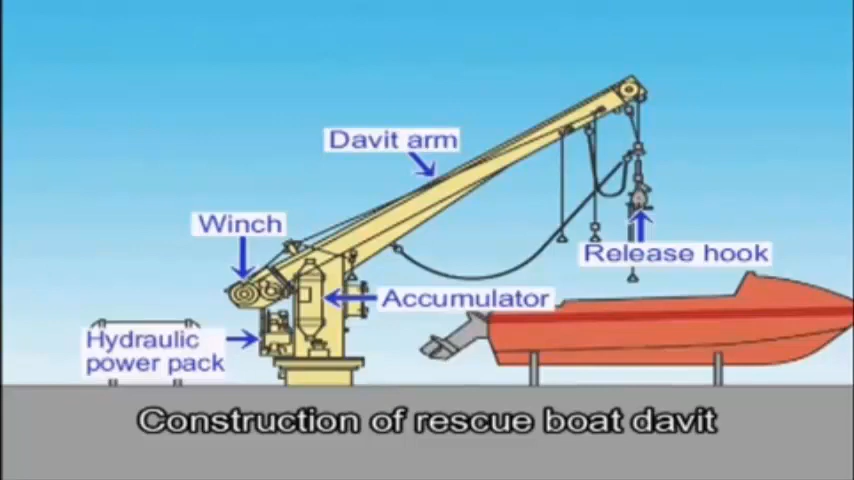 Davit arm
Winch
Release hook
Accumulator
Hydraulic
power pack
Construction of rescue boat davit